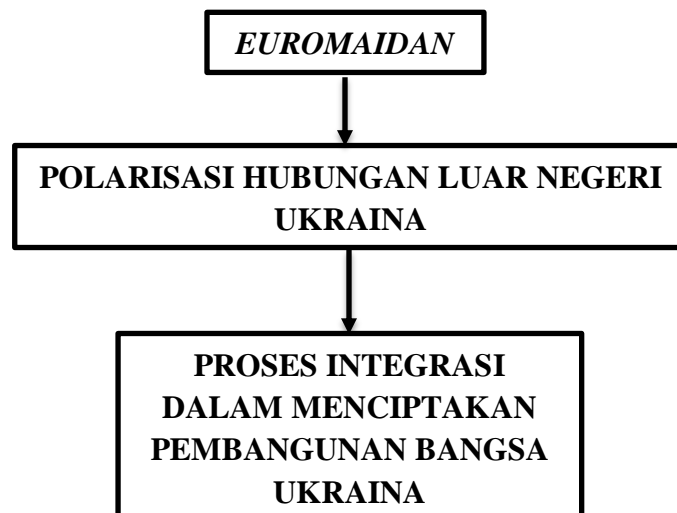 EUROMAIDAN
POLARISASI HUBUNGAN LUAR NEGERI
UKRAINA
PROSES INTEGRASI
DALAM MENCIPTAKAN
PEMBANGUNAN BANGSA
UKRAINA